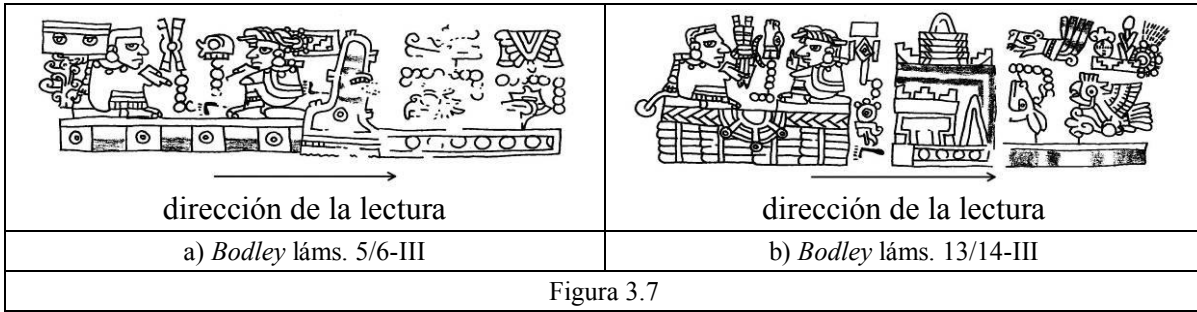 dirección de la lectura
dirección de la lectura
a) Bodley láms. 5/6-III
b) Bodley láms. 13/14-III
Figura 3.7